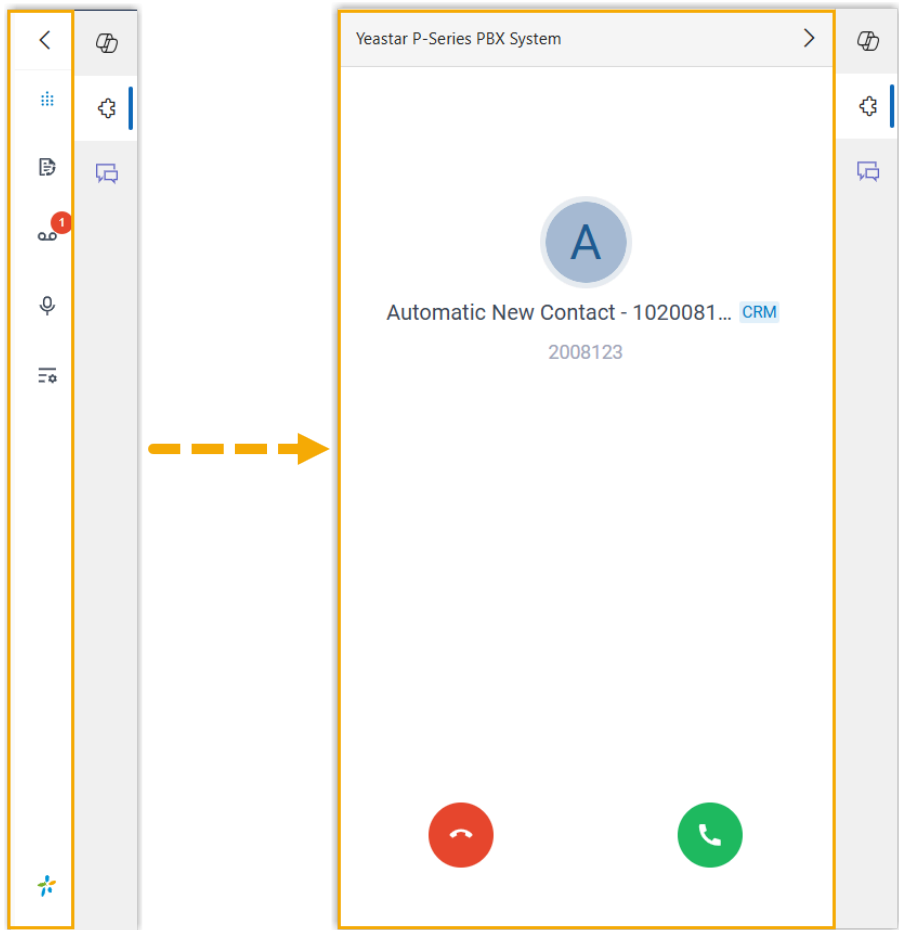 1
Yeastar P-Series PBX System
A
Automatic New Contact - 1020081... CRM
2008123